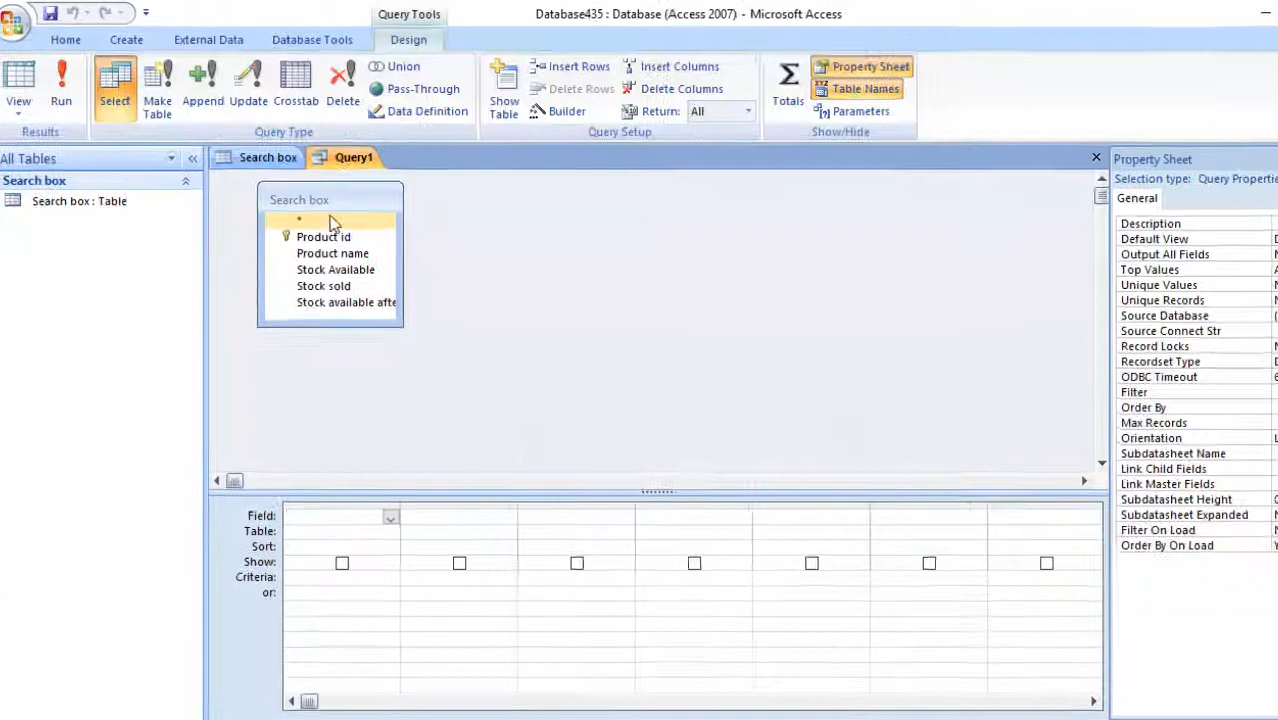 Query Tools
Database435 : Database (Access 2007) - Microsoft Access
Home
Create
External Data
Database Tools
Design
View
Run
Select
Make Table
Append
Update
Crosstab
Delete
Union
Pass-Through
Data Definition
Show Table
Insert Rows
Delete Rows
Builder
Insert Columns
Delete Columns
Return: All
Totals
Property Sheet
XYZ Table Names
Parameters
Results
Query Type
Query Setup
Show/Hide
All Tables
Search box
Search box : Table
Search box
Query1
Search box
*
Product id
Product name
Stock Available
Stock sold
Stock available afte
Field:
Table:
Sort:
Show:
Criteria:
or:
Property Sheet
Selection type: Query Properti
General
Description
Default View
Output All Fields
Top Values
Unique Values
Unique Records
Source Database
Source Connect Str
Record Locks
Recordset Type
ODBC Timeout
Filter
Order By
Max Records
Orientation
Subdatasheet Name
Link Child Fields
Link Master Fields
Subdatasheet Height
Subdatasheet Expanded
Filter On Load
Order By On Load